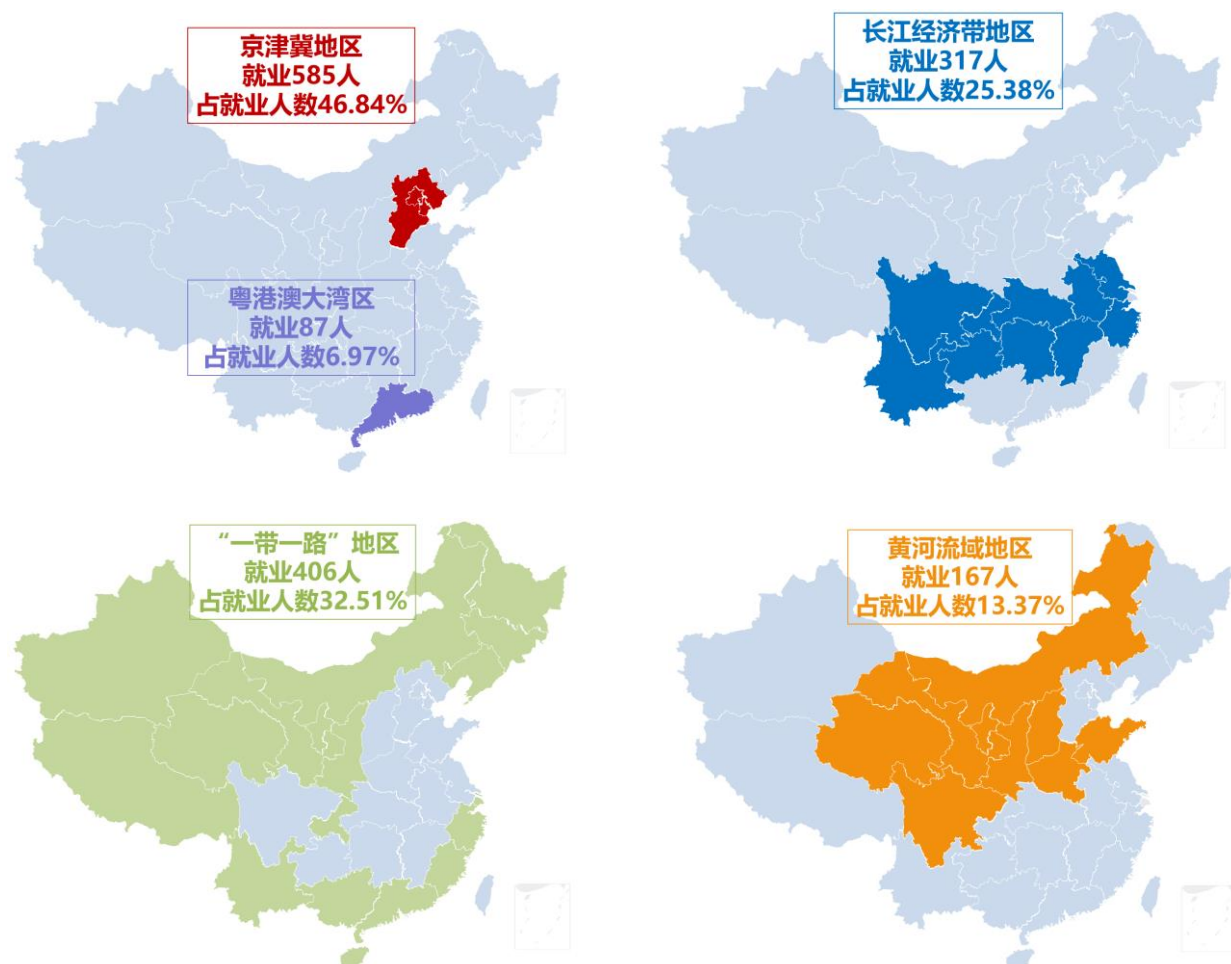 京津冀地区
就业585人
占就业人数46.84%
长江经济带地区
就业317人
占就业人数25.38%
粤港澳大湾区
就业87人
占就业人数6.97%
“一带一路”地区
就业406人
占就业人数32.51%
黄河流域地区
就业167人
占就业人数13.37%